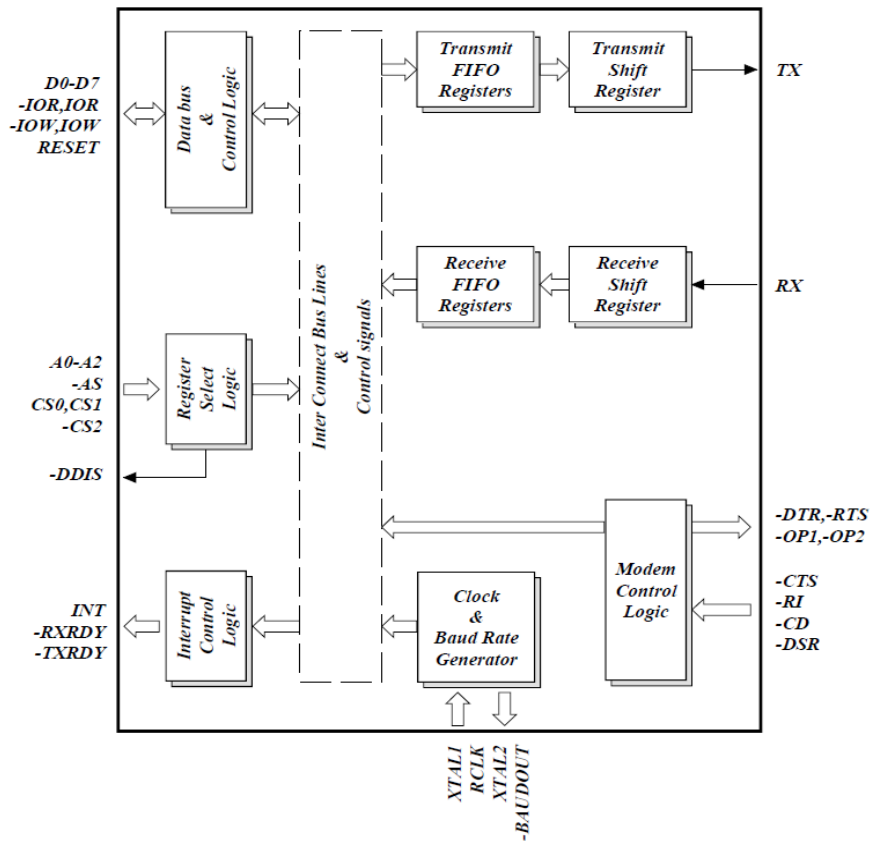 D0-D7
-IOR,IOR
-IOW,IOW
RESET
Data bus
&
Control Logic
Transmit
FIFO
Registers
Transmit
Shift
Register
TX
Inter Connect Bus Lines
&
Control signals
Receive
FIFO
Registers
Receive
Shift
Register
RX
A0-A2
-AS
CS0,CS1
-CS2
Register
Select
Logic
-DDIS
Modem
Control
Logic
-DTR,-RTS
-OP1,-OP2
-CTS
-RI
-CD
-DSR
INT
-RXRDY
-TXRDY
Interrupt
Control
Logic
Clock
&
Baud Rate
Generator
XTAL1
RCLK
XTAL2
-BAUDOUT